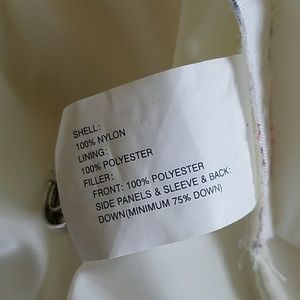 SHELL:
100% NYLON
LINING:
100% POLYESTER
FILLER:
FRONT: 100% POLYESTER
SIDE PANELS & SLEEVE & BACK:
DOWN(MINIMUM 75% DOWN)